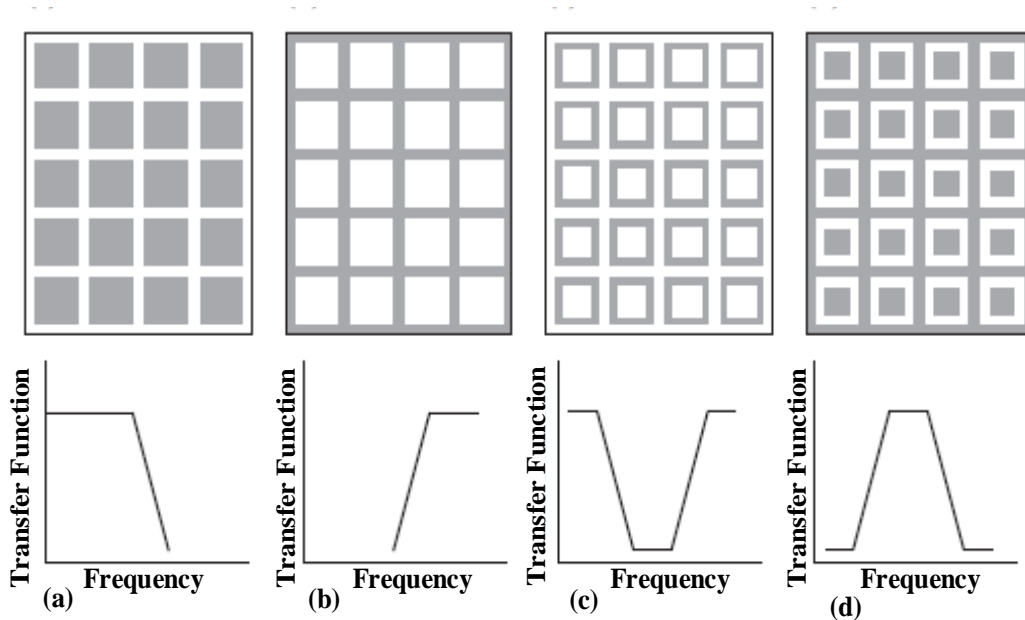 Transfer Function
Frequency
(a)
Transfer Function
Frequency
(b)
Transfer Function
Frequency
(c)
Transfer Function
Frequency
(d)